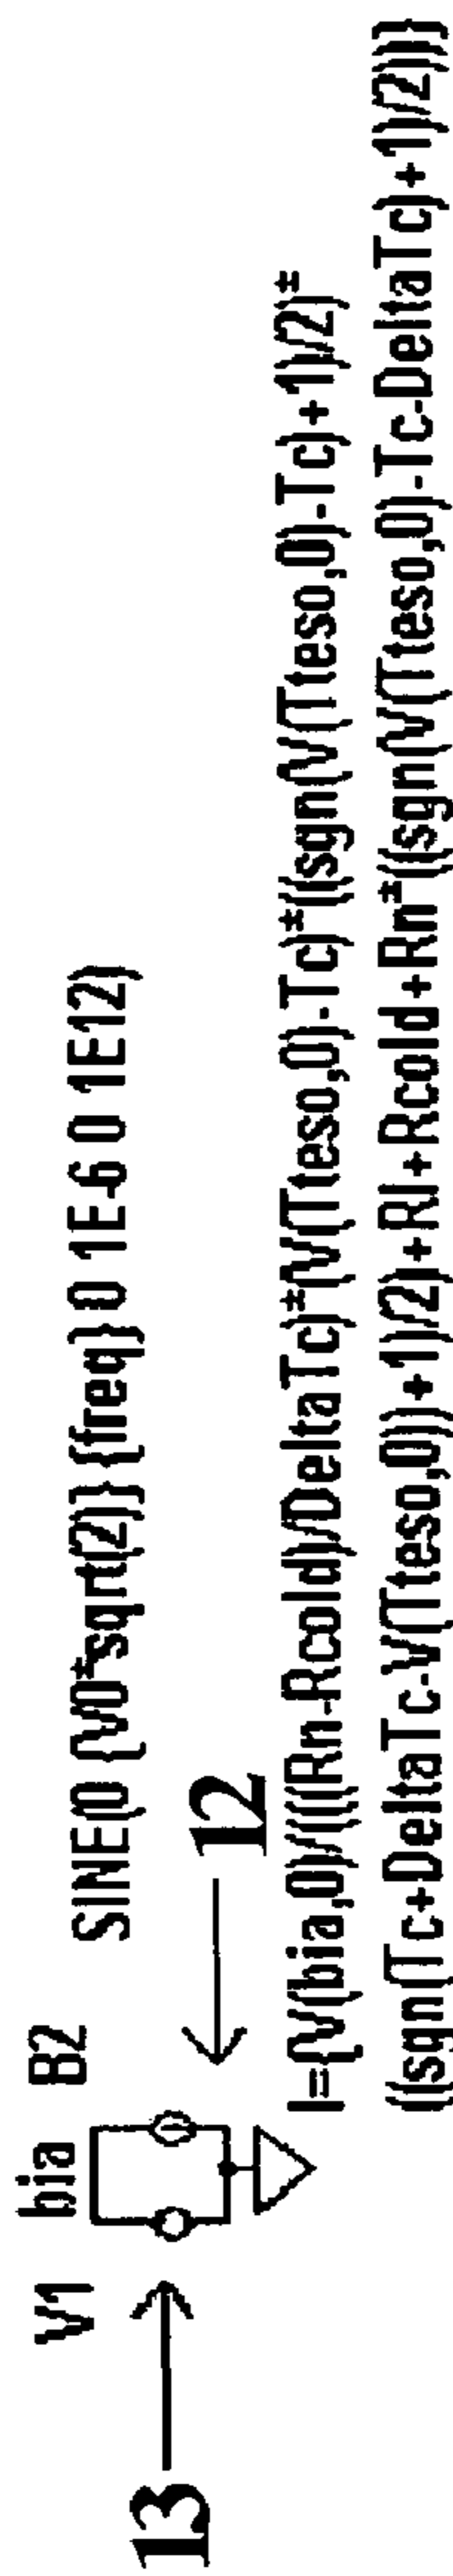 13
V1 bia B2 SINE(0 {V0*sqrt(2)} {freq} 0 1E-6 0 1E12)
12
I={V(bia,0)/(((Rn-Rcold)/DeltaTc)*(V(Tteso,0)-Tc)*((sgn(V(Tteso,0)-Tc)+1)/2)*
((sgn(Tc+DeltaTc-V(Tteso,0))+1)/2)+Rl+Rcold+Rn*((sgn(V(Tteso,0)-Tc-DeltaTc)+1)/2))}